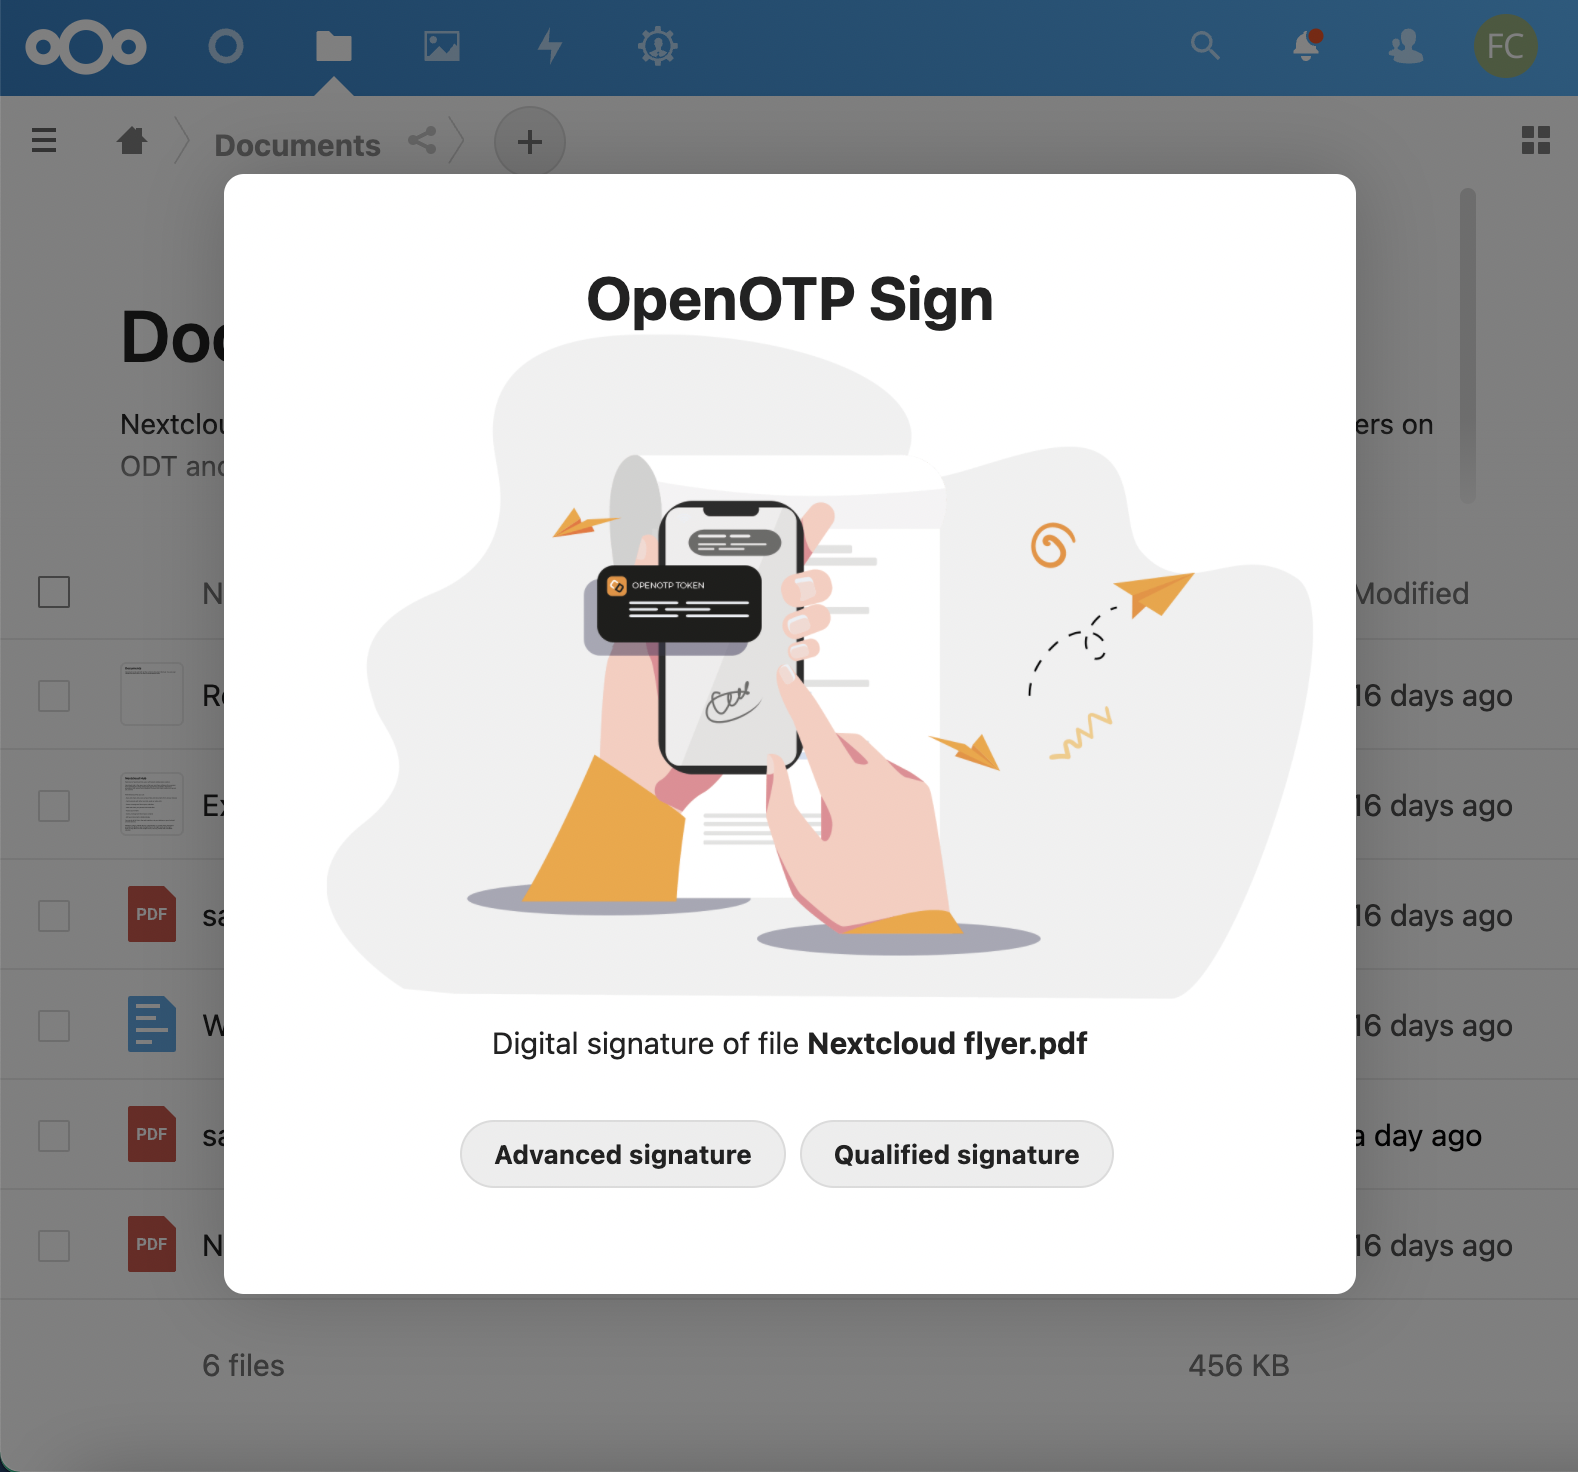 FC
Documents
OpenOTP Sign
Nextclou
ers on
ODT and
OPENOTP TOKEN
Modified
16 days ago
16 days ago
PDF
16 days ago
16 days ago
Digital signature of file Nextcloud flyer.pdf
PDF
a day ago
Advanced signature Qualified signature
PDF
16 days ago
6 files 456 KB